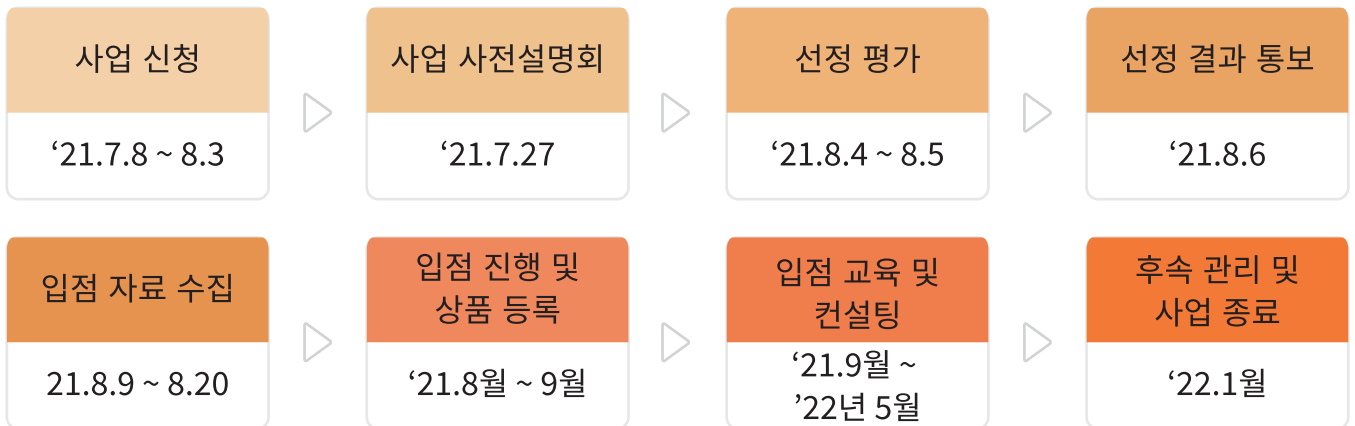 사업 신청
‘21.7.8 ~ 8.3
사업 사전설명회
‘21.7.27
선정 평가
‘21.8.4 ~ 8.5
선정 결과 통보
‘21.8.6
입점 자료 수집
21.8.9 ~ 8.20
입점 진행 및
상품 등록
‘21.8월 ~ 9월
입점 교육 및
컨설팅
‘21.9월 ~
’22년 5월
후속 관리 및
사업 종료
‘22.1월